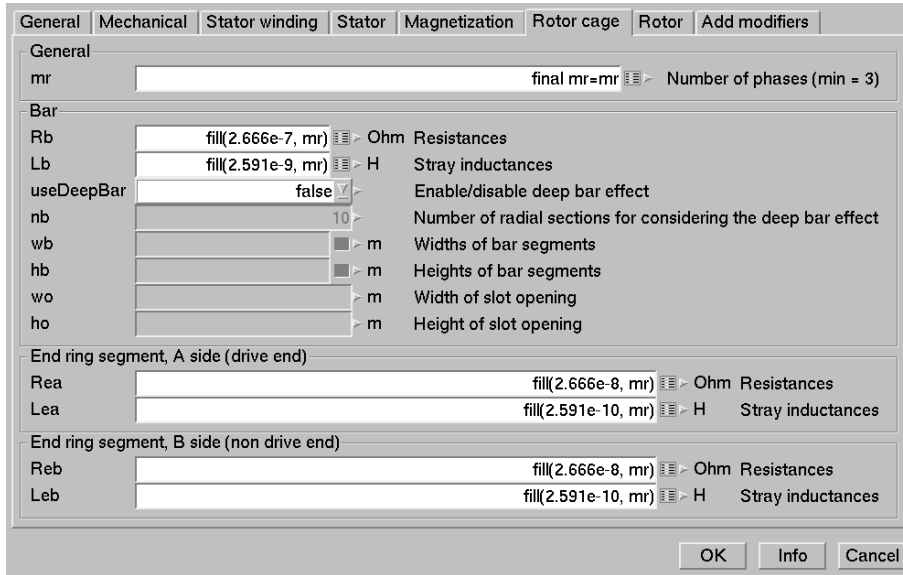 General Mechanical Stator winding Stator Magnetization Rotor cage Rotor Add modifiers
General
mr final mr=mr Number of phases (min = 3)
Bar
Rb fill(2.666e-7, mr) Ohm Resistances
Lb fill(2.591e-9, mr) H Stray inductances
useDeepBar false Enable/disable deep bar effect
nb 10 Number of radial sections for considering the deep bar effect
wb m Widths of bar segments
hb m Heights of bar segments
wo m Width of slot opening
ho m Height of slot opening
End ring segment, A side (drive end)
Rea fill(2.666e-8, mr) Ohm Resistances
Lea fill(2.591e-10, mr) H Stray inductances
End ring segment, B side (non drive end)
Reb fill(2.666e-8, mr) Ohm Resistances
Leb fill(2.591e-10, mr) H Stray inductances
OK Info Cancel